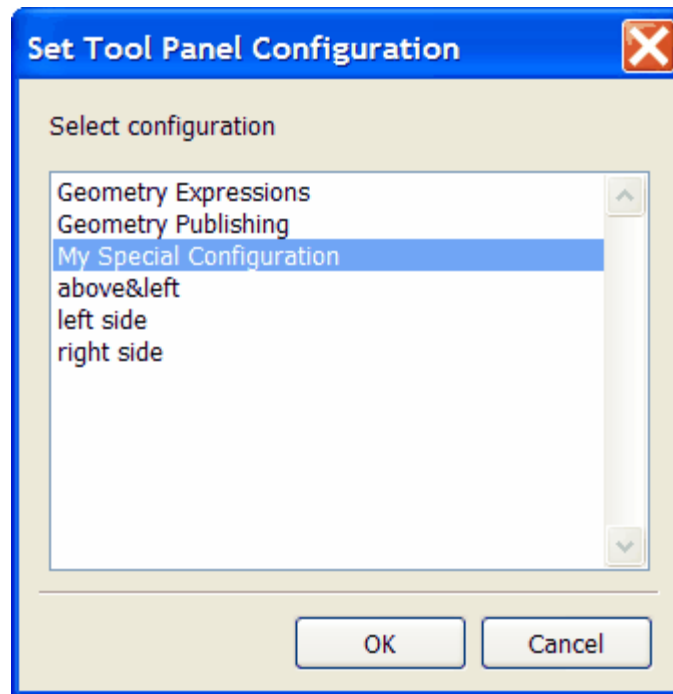 Set Tool Panel Configuration
Select configuration
Geometry Expressions
Geometry Publishing
My Special Configuration
above&left
left side
right side
OK Cancel